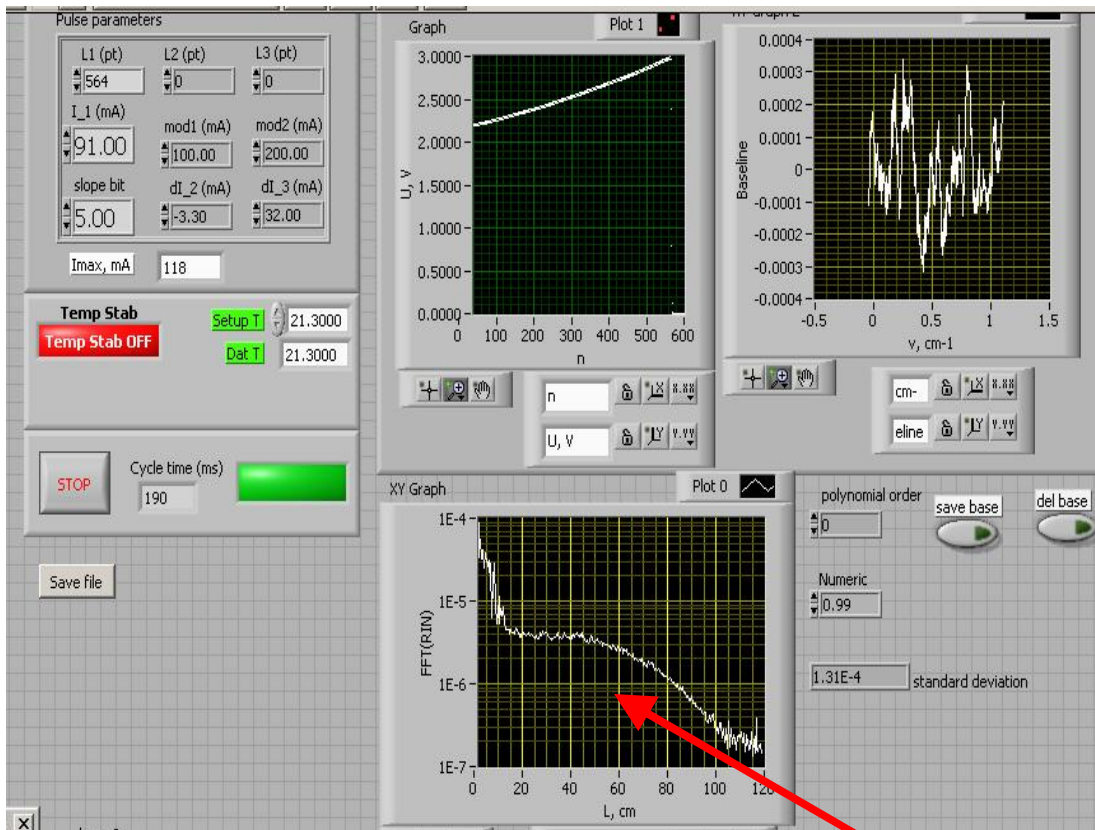 Pulse parameters
L1 (pt) L2 (pt) L3 (pt)
564 0 0
I_1 (mA) mod1 (mA) mod2 (mA)
91.00 100.00 200.00
slope bit dI_2 (mA) dI_3 (mA)
5.00 -3.30 32.00
Imax, mA 118
Temp Stab
Temp Stab OFF
Setup T 21.3000
Dat T 21.3000
STOP
Cycle time (ms)
190
Save file
Graph Plot 1
3.0000
2.5000
2.0000
1.5000
1.0000
0.5000
0.0000
U, V
0 100 200 300 400 500 600
n
n X.XX
U, V Y.YY
0.0004
0.0003
0.0002
0.0001
0
-0.0001
-0.0002
-0.0003
-0.0004
Baseline
-0.5 0 0.5 1 1.5
v, cm-1
cm- X.XX
eline Y.YY
XY Graph Plot 0
1E-4
1E-5
1E-6
1E-7
FFT(RIN)
0 20 40 60 80 100 120
L, cm
polynomial order
0
save base
del base
Numeric
0.99
1.31E-4 standard deviation